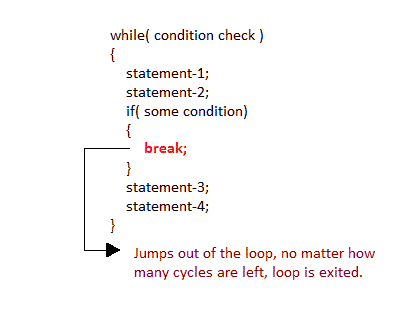 while( condition check )
{
statement-1;
statement-2;
if( some condition)
{
break;
}
statement-3;
statement-4;
}
Jumps out of the loop, no matter how
many cycles are left, loop is exited.